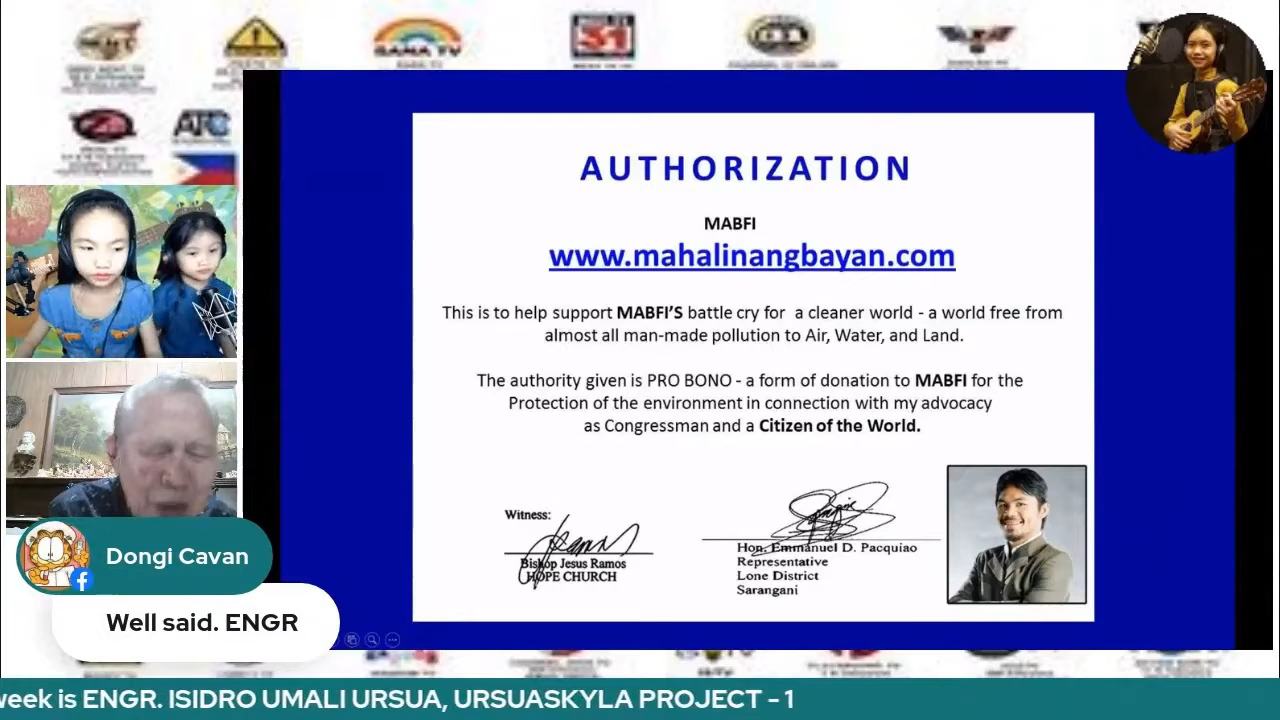 AUTHORIZATION
MABFI
www.mahalinangbayan.com
This is to help support MABFI'S battle cry for a cleaner world - a world free from
almost all man-made pollution to Air, Water, and Land.
The authority given is PRO BONO - a form of donation to MABFI for the
Protection of the environment in connection with my advocacy
as Congressman and a Citizen of the World.
Witness:
Bishop Jesus Ramos
HOPE CHURCH
Hon. Emmanuel D. Pacquiao
Representative
Lone District
Sarangani
Dongi Cavan
Well said. ENGR
week is ENGR. ISIDRO UMALI URSUA, URSUASKYLA PROJECT - 1